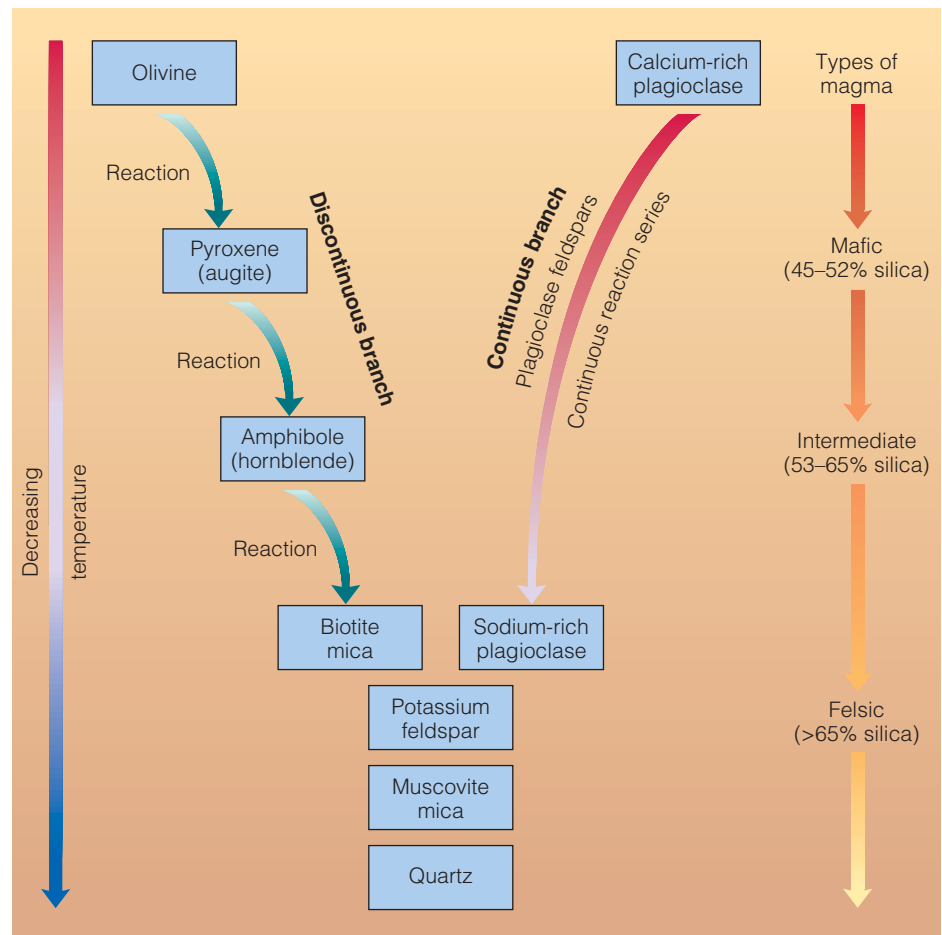 Olivine
Calcium-rich
plagioclase
Types of
magma
Reaction
Discontinuous branch
Continuous branch
Plagioclase feldspars
Continuous reaction series
Pyroxene
(augite)
Mafic
(45–52% silica)
Reaction
Amphibole
(hornblende)
Intermediate
(53–65% silica)
Decreasing
temperature
Reaction
Biotite
mica
Sodium-rich
plagioclase
Potassium
feldspar
Felsic
(>65% silica)
Muscovite
mica
Quartz